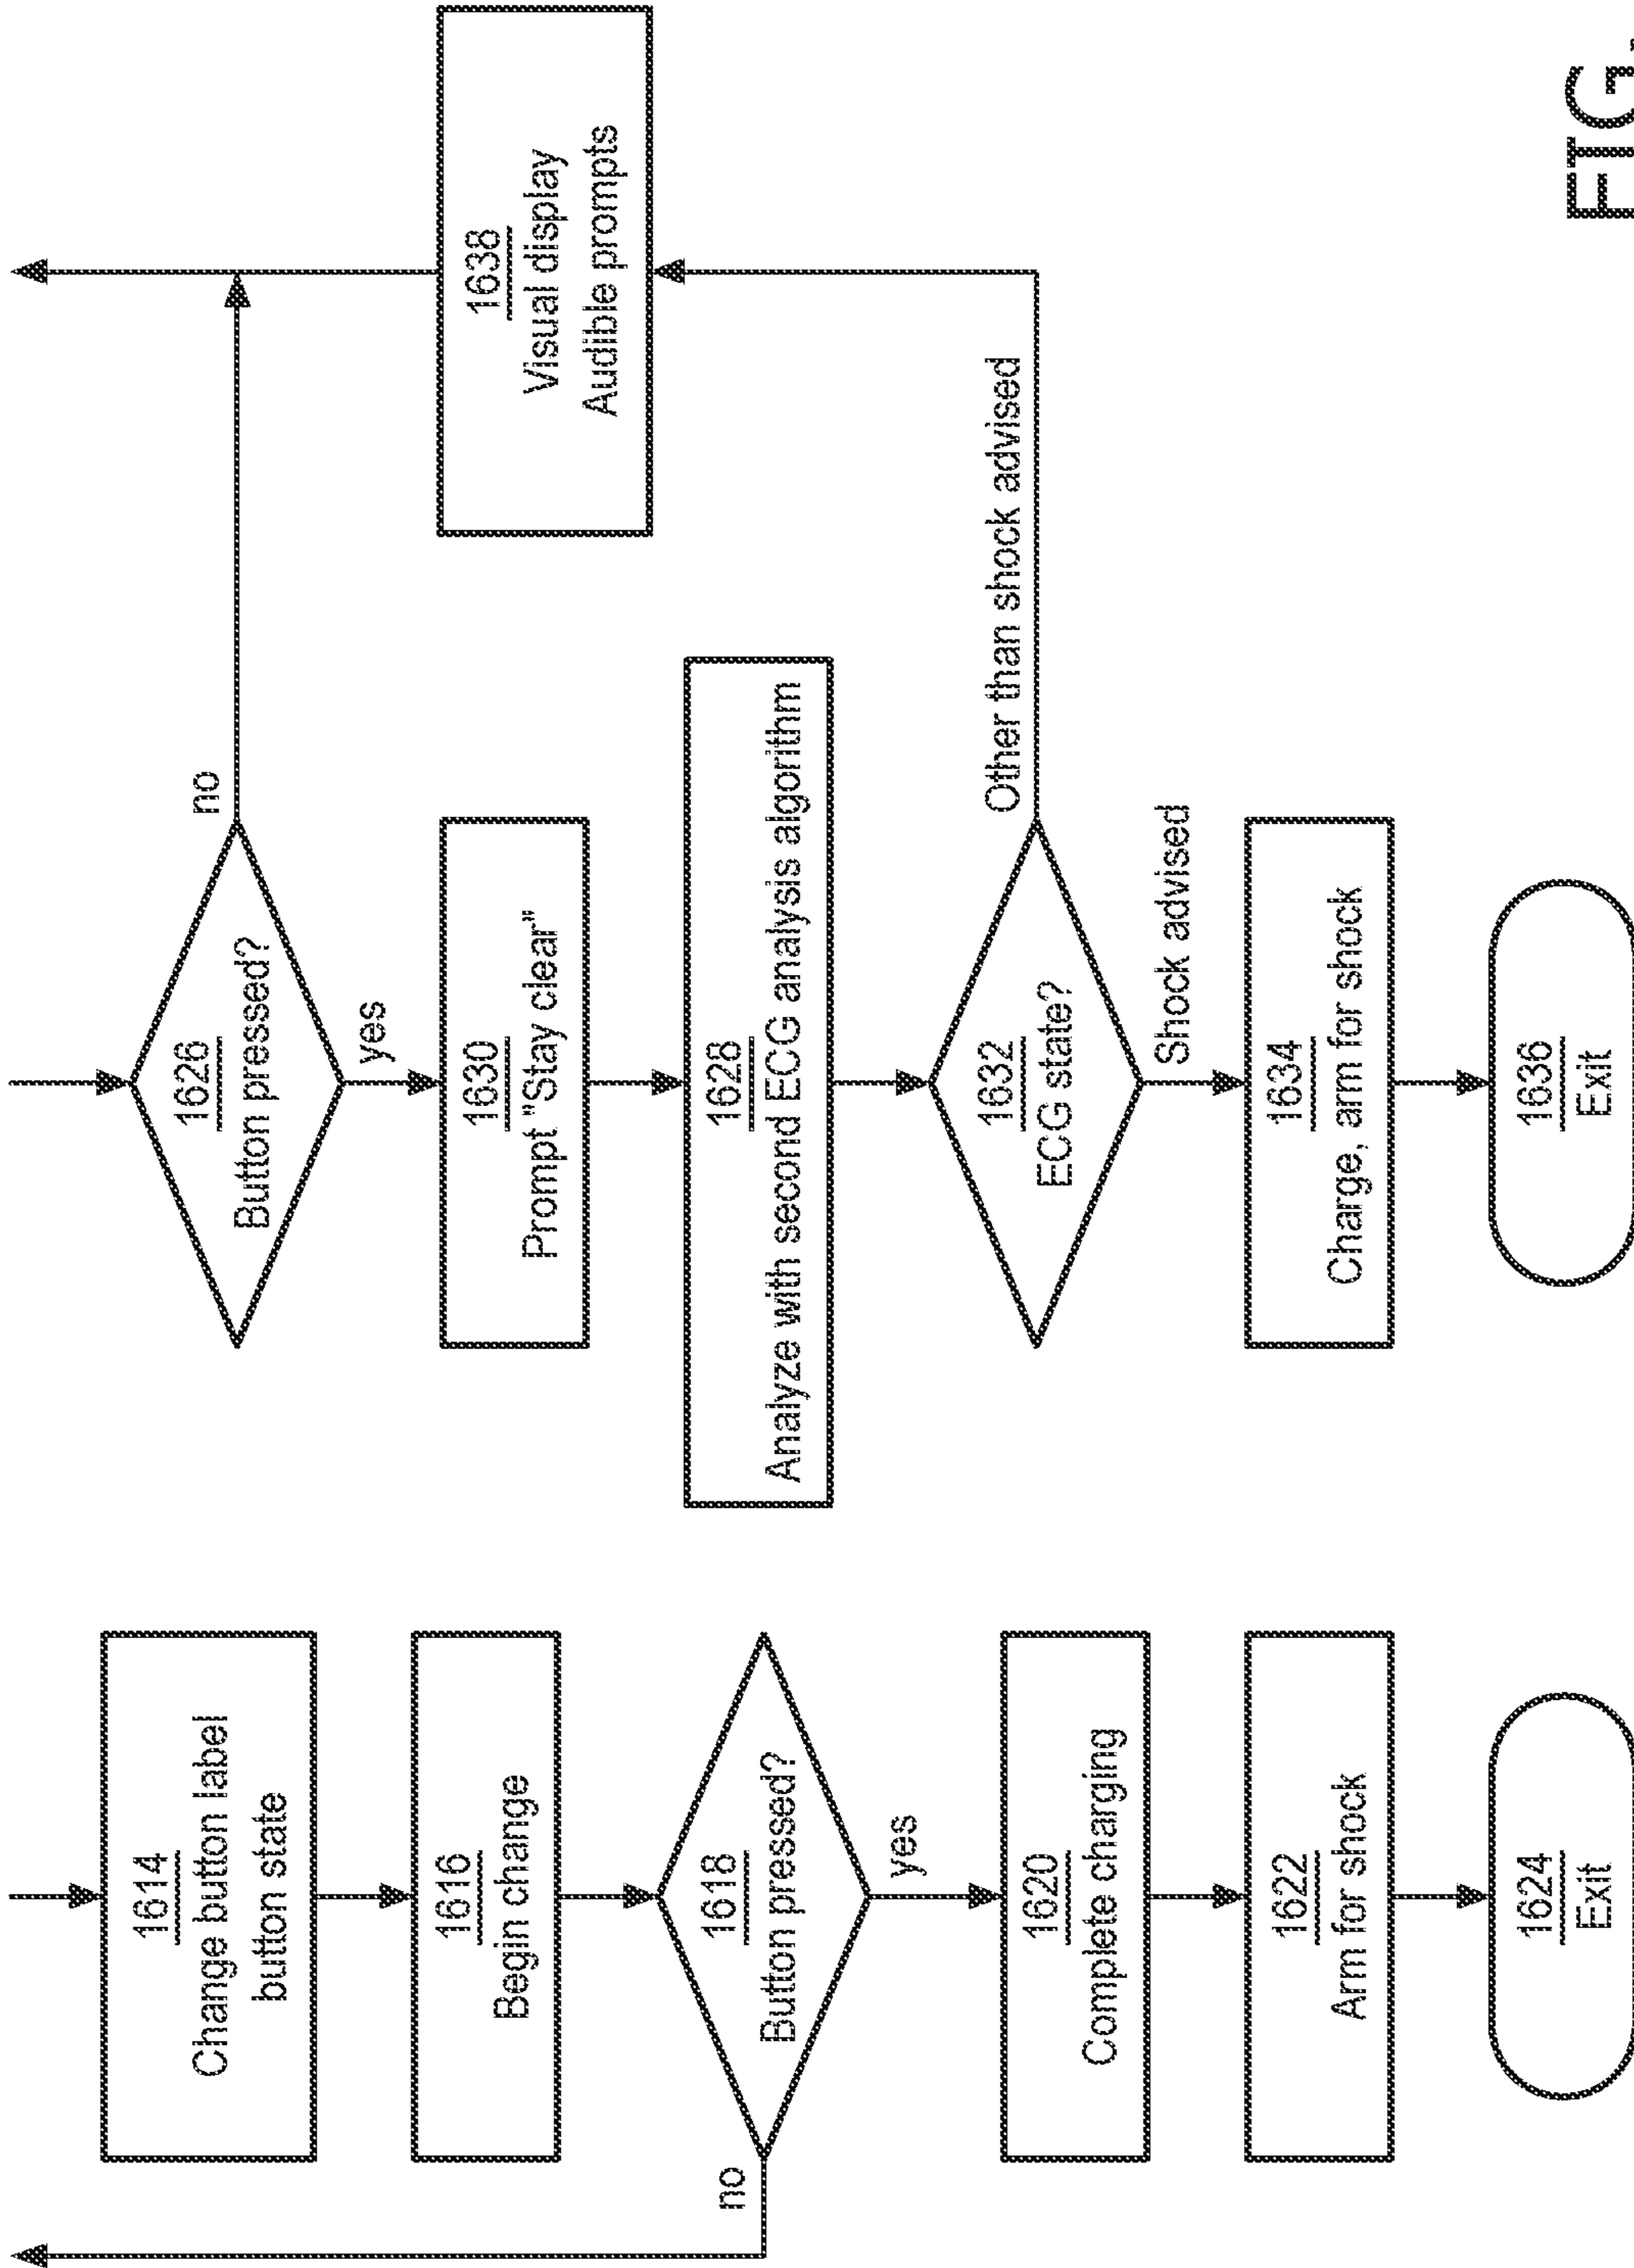 1614
Change button label
button state
1616
Begin change
1618
Button pressed?
no
yes
1620
Complete charging
1622
Arm for shock
1624
Exit
1626
Button pressed?
no
yes
1630
Prompt "Stay clear"
1628
Analyze with second ECG analysis algorithm
1632
ECG state?
Other than shock advised
Shock advised
1634
Charge, arm for shock
1636
Exit
1638
Visual display
Audible prompts
FIG.